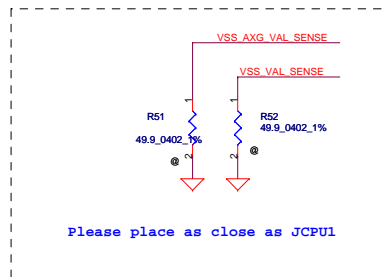 VSS_AXG_VAL_SENSE
VSS_VAL_SENSE
1
1
R51
R52
49.9_0402_1%
49.9_0402_1%
2
2
@
@
Please place as close as JCPU1